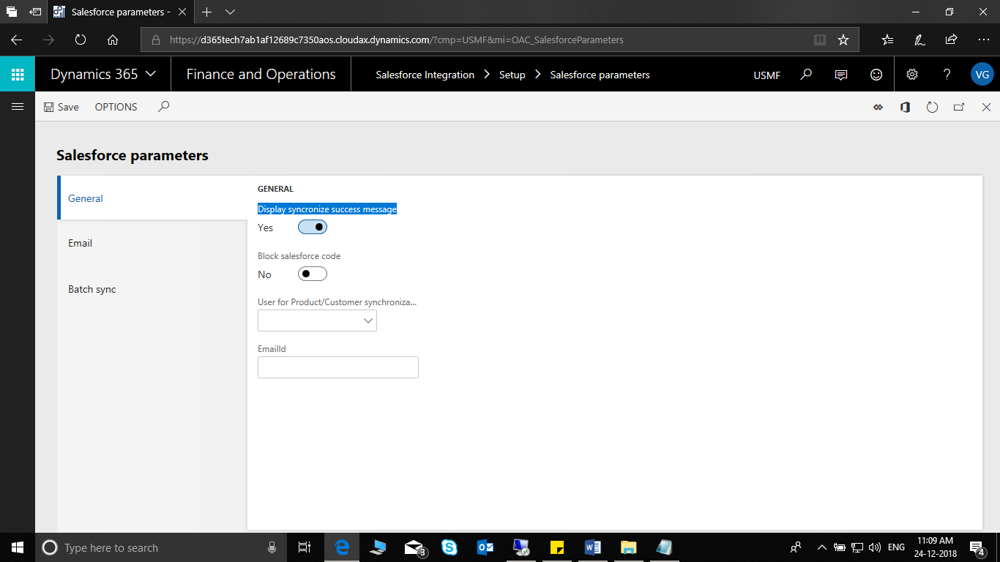 Salesforce parameters -
https://d365tech7ab1af12689c7350aos.cloudax.dynamics.com/?cmp=USMF&mi=OAC_SalesforceParameters
Dynamics 365 Finance and Operations Salesforce Integration Setup Salesforce parameters USMF ? VG
Save OPTIONS
Salesforce parameters
General
Email
Batch sync
GENERAL
Display syncronize success message
Yes
Block salesforce code
No
User for Product/Customer synchroniza...
EmailId
Type here to search
3
ENG
11:09 AM
24-12-2018
4